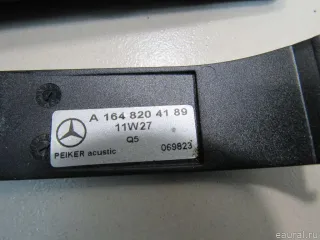 A 164 820 41 89
11W27
Q5
PEIKER acustic 069823
© eaural.ru